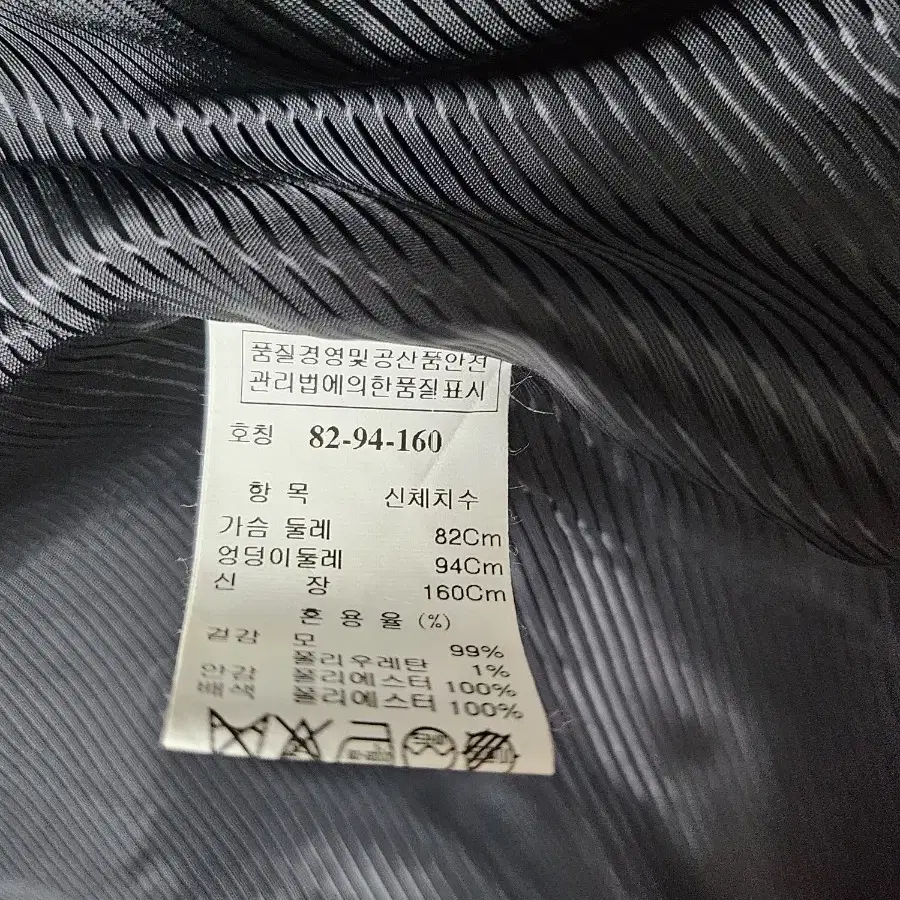 품질경영및공산품안전
관리법에의한품질표시
호칭 82-94-160
항 목 신체치수
가슴 둘레 82Cm
엉덩이둘레 94Cm
신 장 160Cm
혼 용 율 (%)
겉감 모 99%
폴리우레탄 1%
안감 폴리에스터 100%
배색 폴리에스터 100%